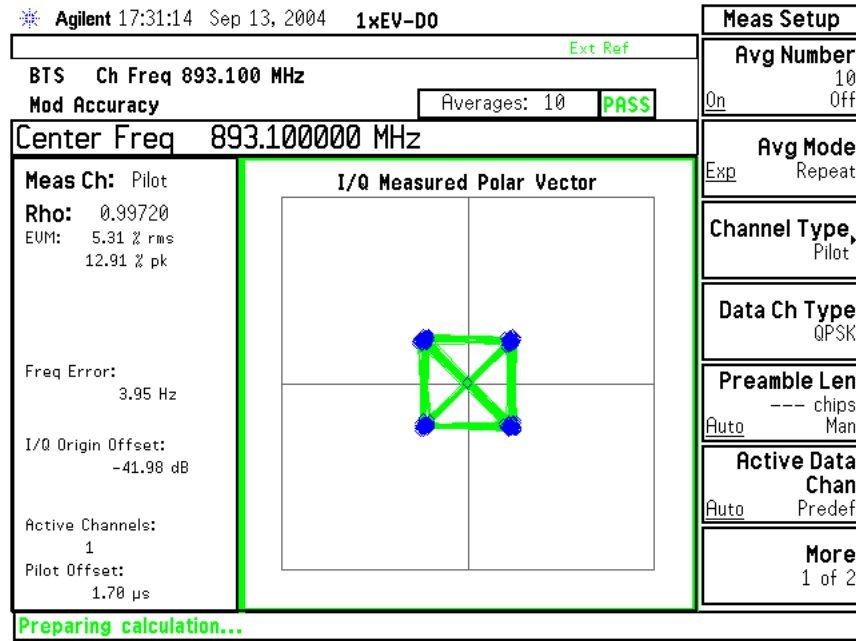 Agilent 17:31:14 Sep 13, 2004 1xEV-DO
Ext Ref
BTS Ch Freq 893.100 MHz
Mod Accuracy
Averages: 10 PASS
Center Freq 893.100000 MHz
Meas Ch: Pilot
Rho: 0.99720
EVM: 5.31 % rms
12.91 % pk
Freq Error:
3.95 Hz
I/Q Origin Offset:
-41.98 dB
Active Channels:
1
Pilot Offset:
1.70 µs
I/Q Measured Polar Vector
Preparing calculation...
Meas Setup
Avg Number
10
On Off
Avg Mode
Exp Repeat
Channel Type
Pilot
Data Ch Type
QPSK
Preamble Len
--- chips
Auto Man
Active Data
Chan
Auto Predef
More
1 of 2